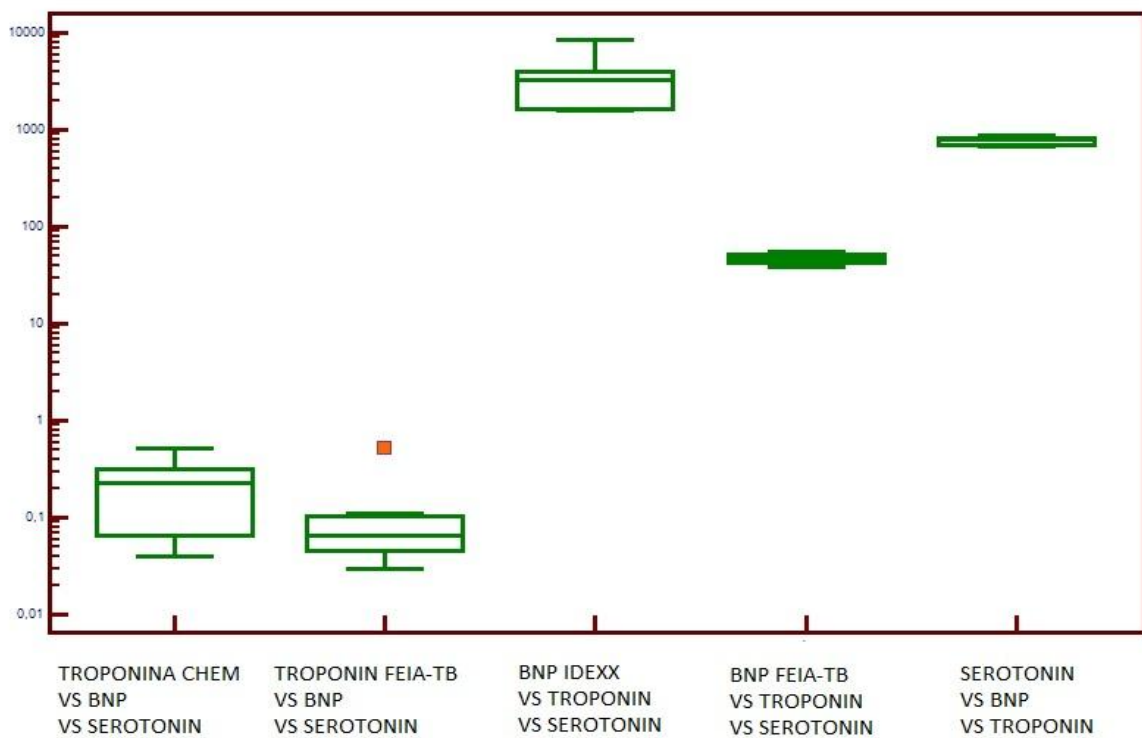 10000
1000
100
10
1
0,1
0,01
TROPONINA CHEM
VS BNP
VS SEROTONIN
TROPONIN FEIA-TB
VS BNP
VS SEROTONIN
BNP IDEXX
VS TROPONIN
VS SEROTONIN
BNP FEIA-TB
VS TROPONIN
VS SEROTONIN
SEROTONIN
VS BNP
VS TROPONIN